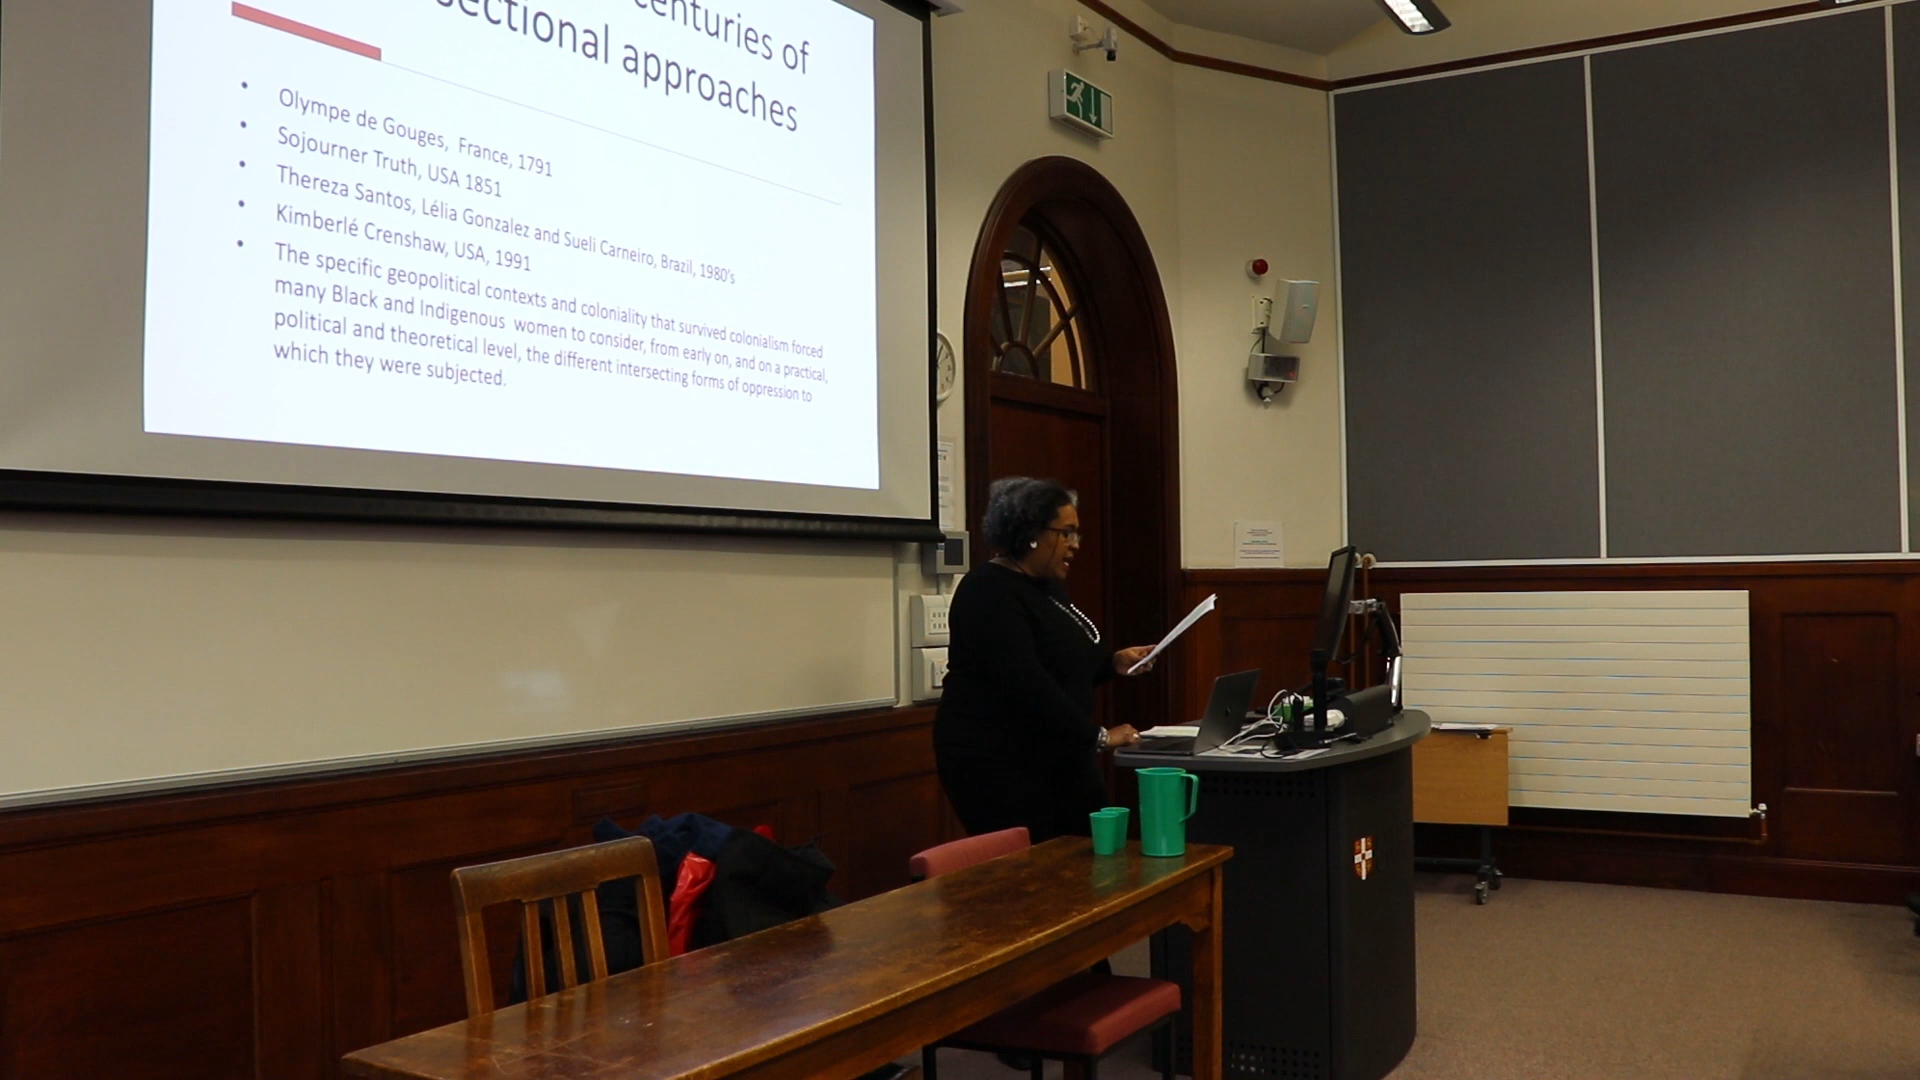 centuries of
sectional approaches
• Olympe de Gouges, France, 1791
• Sojourner Truth, USA 1851
• Thereza Santos, Lélia Gonzalez and Sueli Carneiro, Brazil, 1980's
• Kimberlé Crenshaw, USA, 1991
• The specific geopolitical contexts and coloniality that survived colonialism forced
many Black and Indigenous women to consider, from early on, and on a practical,
political and theoretical level, the different intersecting forms of oppression to
which they were subjected.